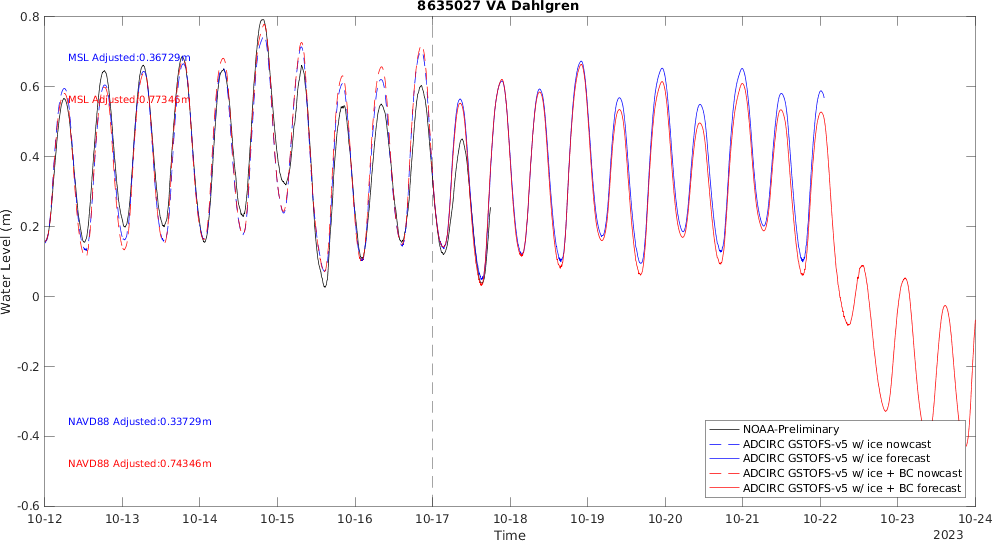 8635027 VA Dahlgren
0.8
MSL Adjusted:0.36729m
0.6
MSL Adjusted:0.77346m
0.4
0.2
Water Level (m)
0
-0.2
NAVD88 Adjusted:0.33729m
-0.4
NAVD88 Adjusted:0.74346m
-0.6
NOAA-Preliminary
ADCIRC GSTOFS-v5 w/ ice nowcast
ADCIRC GSTOFS-v5 w/ ice forecast
ADCIRC GSTOFS-v5 w/ ice + BC nowcast
ADCIRC GSTOFS-v5 w/ ice + BC forecast
10-12 10-13 10-14 10-15 10-16 10-17 10-18 10-19 10-20 10-21 10-22 10-23 10-24
Time
2023